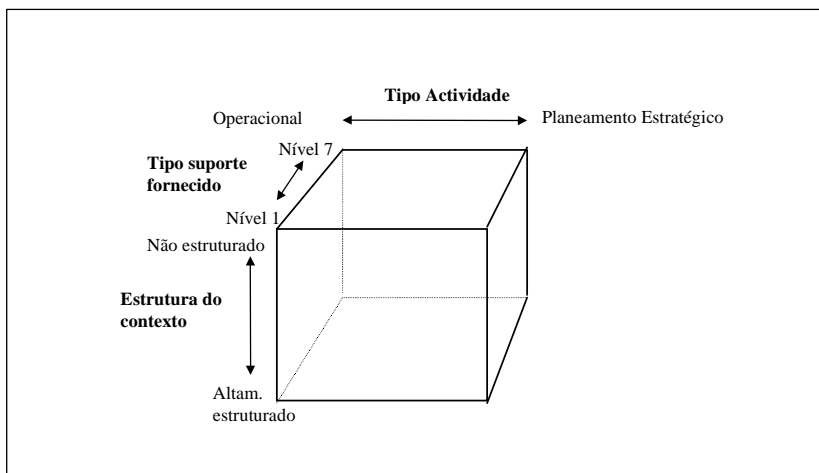 Tipo Actividade
Operacional
Planeamento Estratégico
Nível 7
Tipo suporte
fornecido
Nível 1
Não estruturado
Estrutura do
contexto
Altam.
estruturado